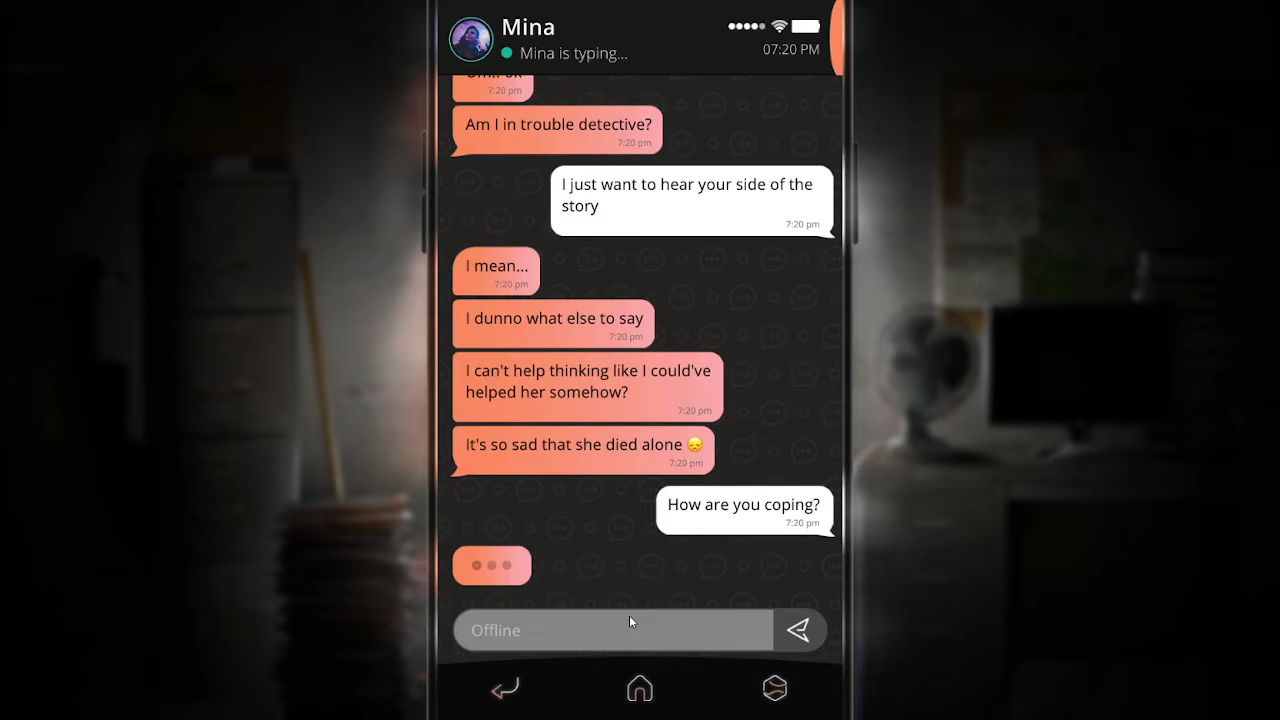 Mina
Mina is typing...
07:20 PM
7:20 pm
Am I in trouble detective?
7:20 pm
I just want to hear your side of the
story
7:20 pm
I mean...
7:20 pm
I dunno what else to say
7:20 pm
I can't help thinking like I could've
helped her somehow?
7:20 pm
It's so sad that she died alone 😞
7:20 pm
How are you coping?
7:20 pm
Offline